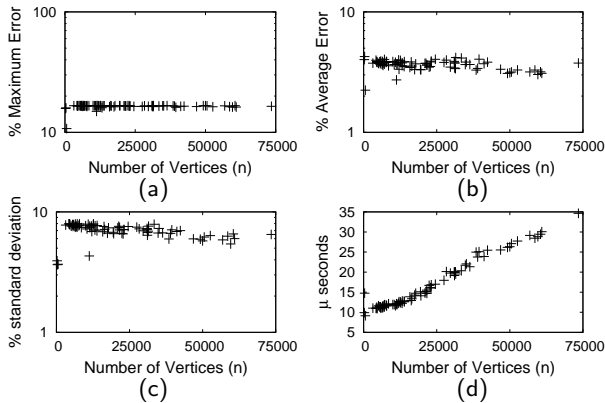 100
10
% Maximum Error
0 25000 50000 75000
Number of Vertices (n)
(a)
10
1
% Average Error
0 25000 50000 75000
Number of Vertices (n)
(b)
10
1
% standard deviation
0 25000 50000 75000
Number of Vertices (n)
(c)
35
30
25
20
15
10
5
μ seconds
0 25000 50000 75000
Number of Vertices (n)
(d)